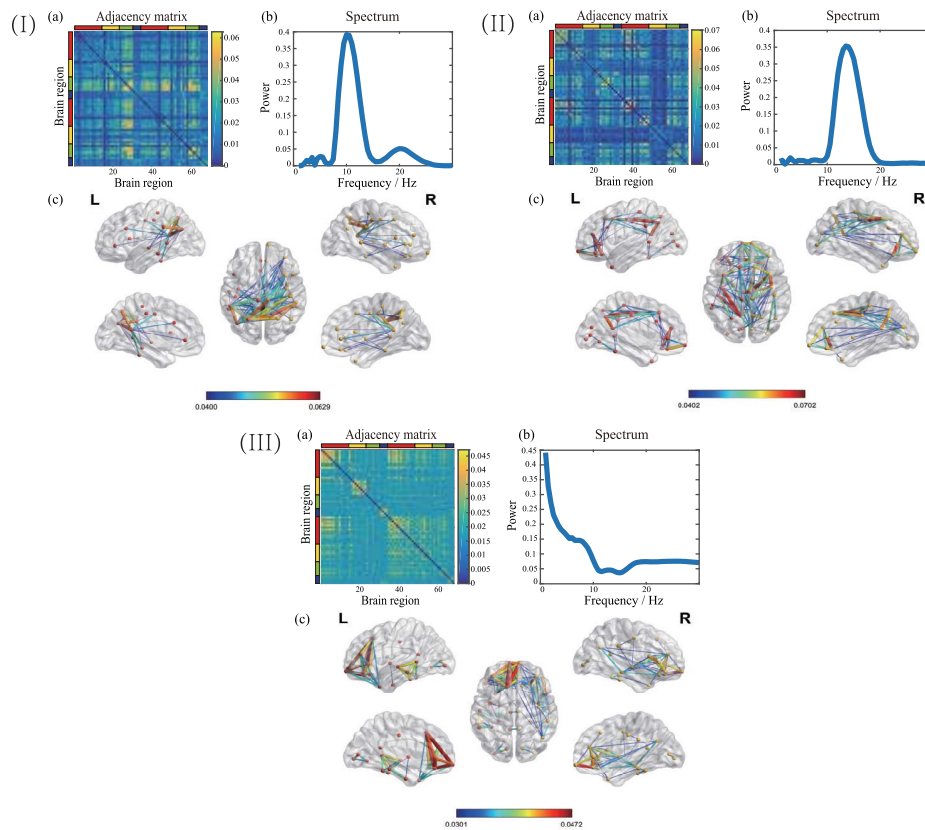 (I)
(a) Adjacency matrix
Brain region
Brain region
20 40 60
0.06
0.05
0.04
0.03
0.02
0.01
0
(b) Spectrum
Power
0.4
0.35
0.3
0.25
0.2
0.15
0.1
0.05
0
0 10 20
Frequency / Hz
(c) L R
0.0400 0.0629
(II)
(a) Adjacency matrix
Brain region
Brain region
20 40 60
0.07
0.06
0.05
0.04
0.03
0.02
0.01
0
(b) Spectrum
Power
0.4
0.35
0.3
0.25
0.2
0.15
0.1
0.05
0
0 10 20
Frequency / Hz
(c) L R
0.0402 0.0702
(III)
(a) Adjacency matrix
Brain region
Brain region
20 40 60
0.045
0.04
0.035
0.03
0.025
0.02
0.015
0.01
0.005
0
(b) Spectrum
Power
0.45
0.4
0.35
0.3
0.25
0.2
0.15
0.1
0.05
0
0 10 20
Frequency / Hz
(c) L R
0.0301 0.0472